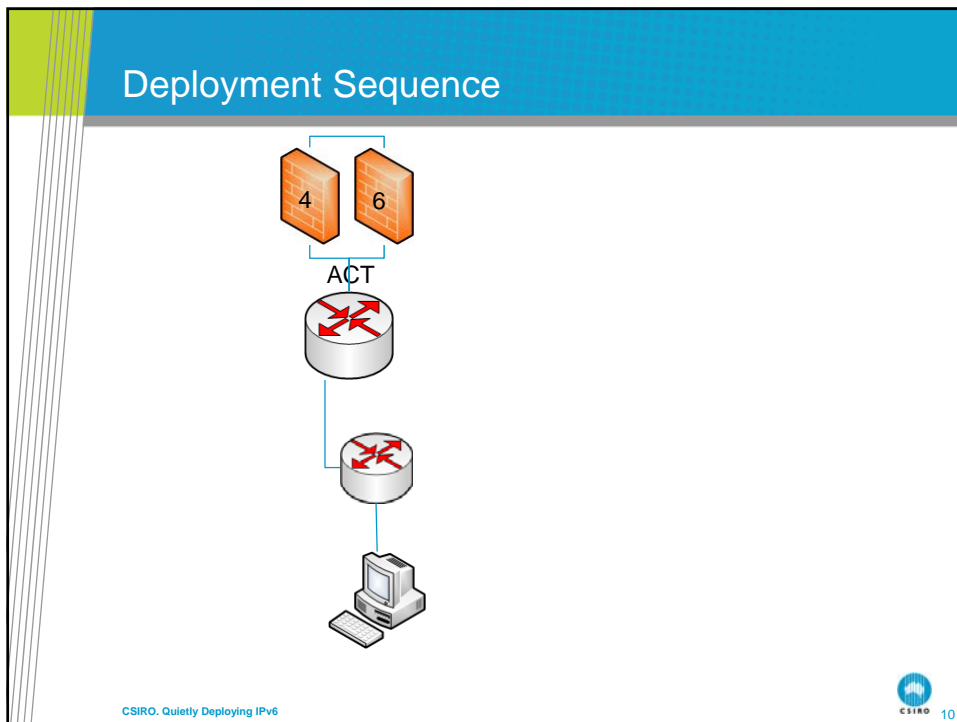 Deployment Sequence
4 6
ACT
CSIRO. Quietly Deploying IPv6
CSIRO
10